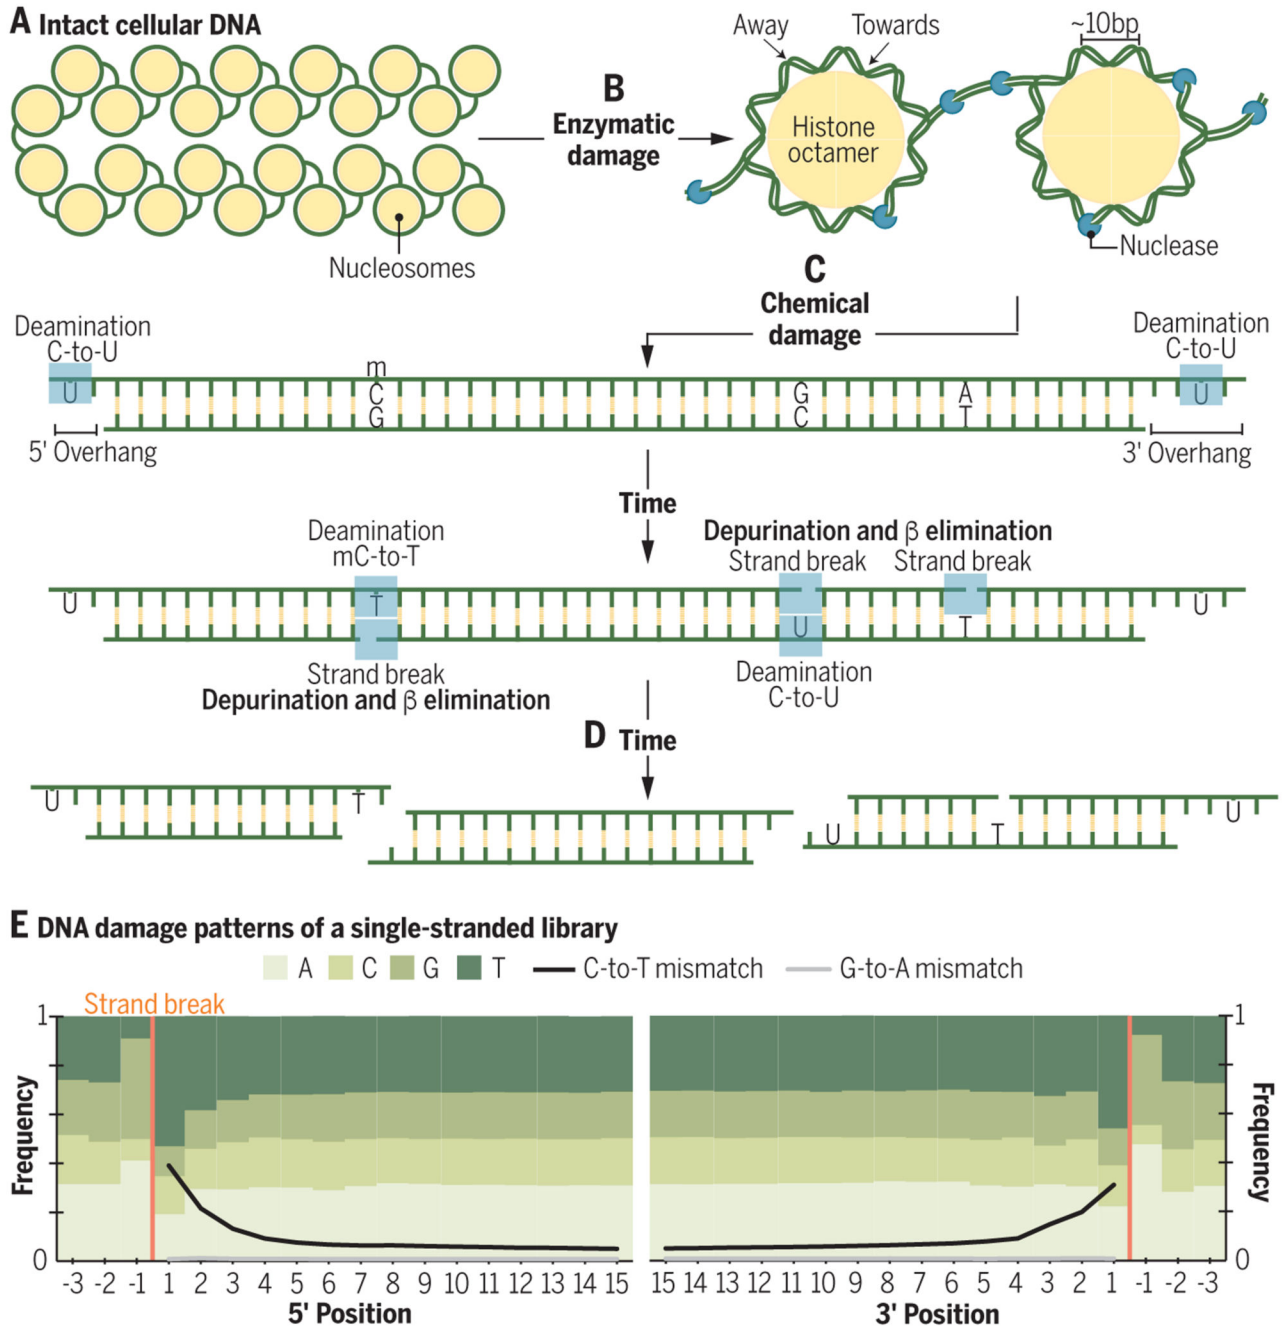 A Intact cellular DNA
Nucleosomes
B
Enzymatic
damage
Away
Towards
~10bp
Histone
octamer
Nuclease
C
Chemical
damage
Deamination
C-to-U
Deamination
C-to-U
U
m
C
G
G
C
A
T
U
5' Overhang
3' Overhang
Time
Deamination
mC-to-T
Depurination and β elimination
Strand break
Strand break
U
T
U
T
U
Strand break
Depurination and β elimination
Deamination
C-to-U
D Time
U
T
U
T
U
E DNA damage patterns of a single-stranded library
A C G T C-to-T mismatch G-to-A mismatch
Strand break
1
0
Frequency
-3 -2 -1 1 2 3 4 5 6 7 8 9 10 11 12 13 14 15
5' Position
15 14 13 12 11 10 9 8 7 6 5 4 3 2 1 -1 -2 -3
3' Position
1
0
Frequency